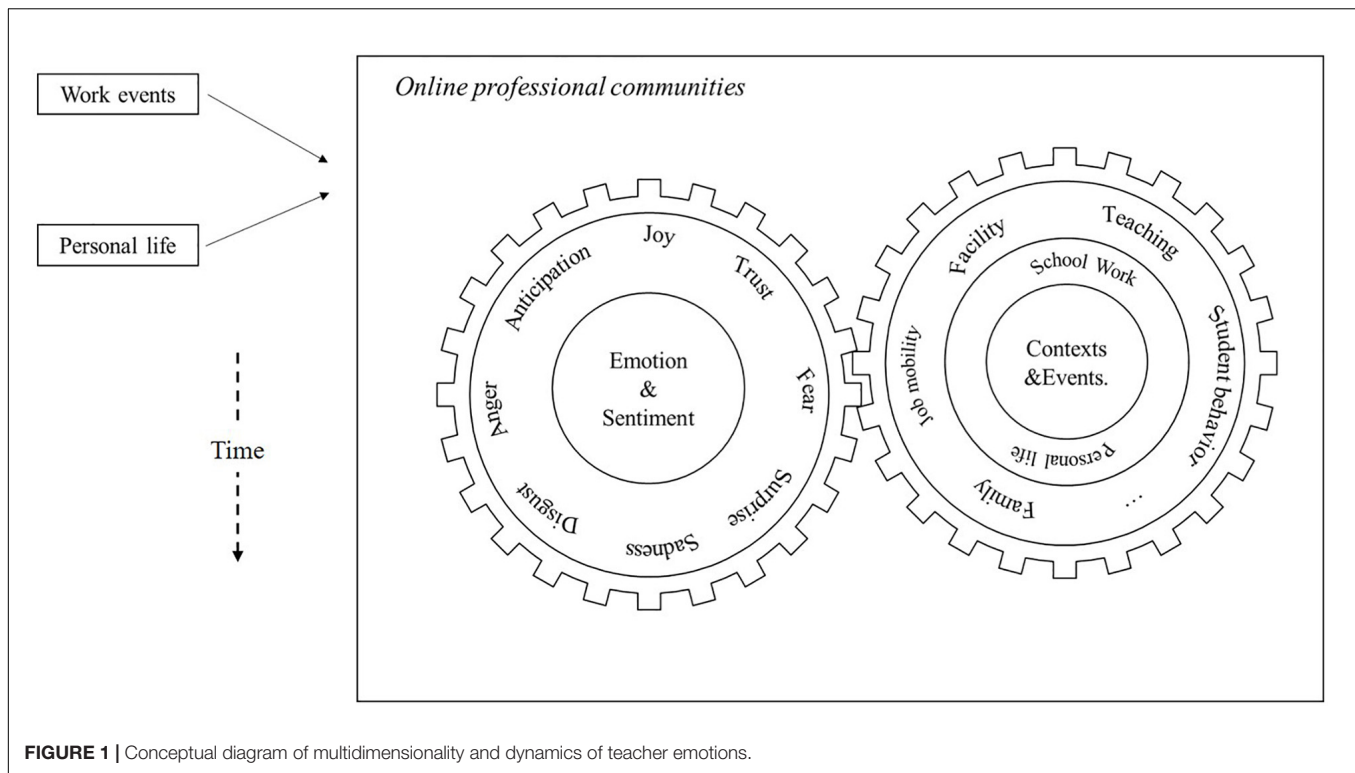 Work events
Personal life
Time
Online professional communities
Joy
Trust
Fear
Surprise
Sadness
Disgust
Anger
Anticipation
Emotion
&
Sentiment
Facility
Teaching
Student behavior
...
Family
Job mobility
School Work
Personal life
Contexts
&Events.
FIGURE 1 | Conceptual diagram of multidimensionality and dynamics of teacher emotions.